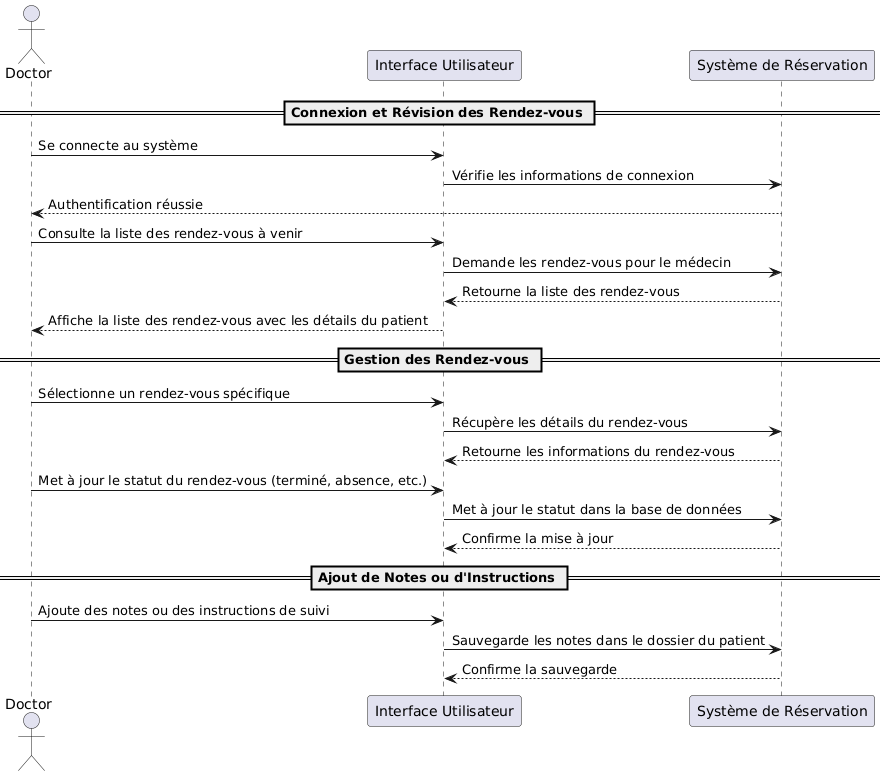 Doctor
Interface Utilisateur
Système de Réservation
Connexion et Révision des Rendez-vous
Se connecte au système
Vérifie les informations de connexion
Authentification réussie
Consulte la liste des rendez-vous à venir
Demande les rendez-vous pour le médecin
Retourne la liste des rendez-vous
Affiche la liste des rendez-vous avec les détails du patient
Gestion des Rendez-vous
Sélectionne un rendez-vous spécifique
Récupère les détails du rendez-vous
Retourne les informations du rendez-vous
Met à jour le statut du rendez-vous (terminé, absence, etc.)
Met à jour le statut dans la base de données
Confirme la mise à jour
Ajout de Notes ou d'Instructions
Ajoute des notes ou des instructions de suivi
Sauvegarde les notes dans le dossier du patient
Confirme la sauvegarde
Doctor
Interface Utilisateur
Système de Réservation